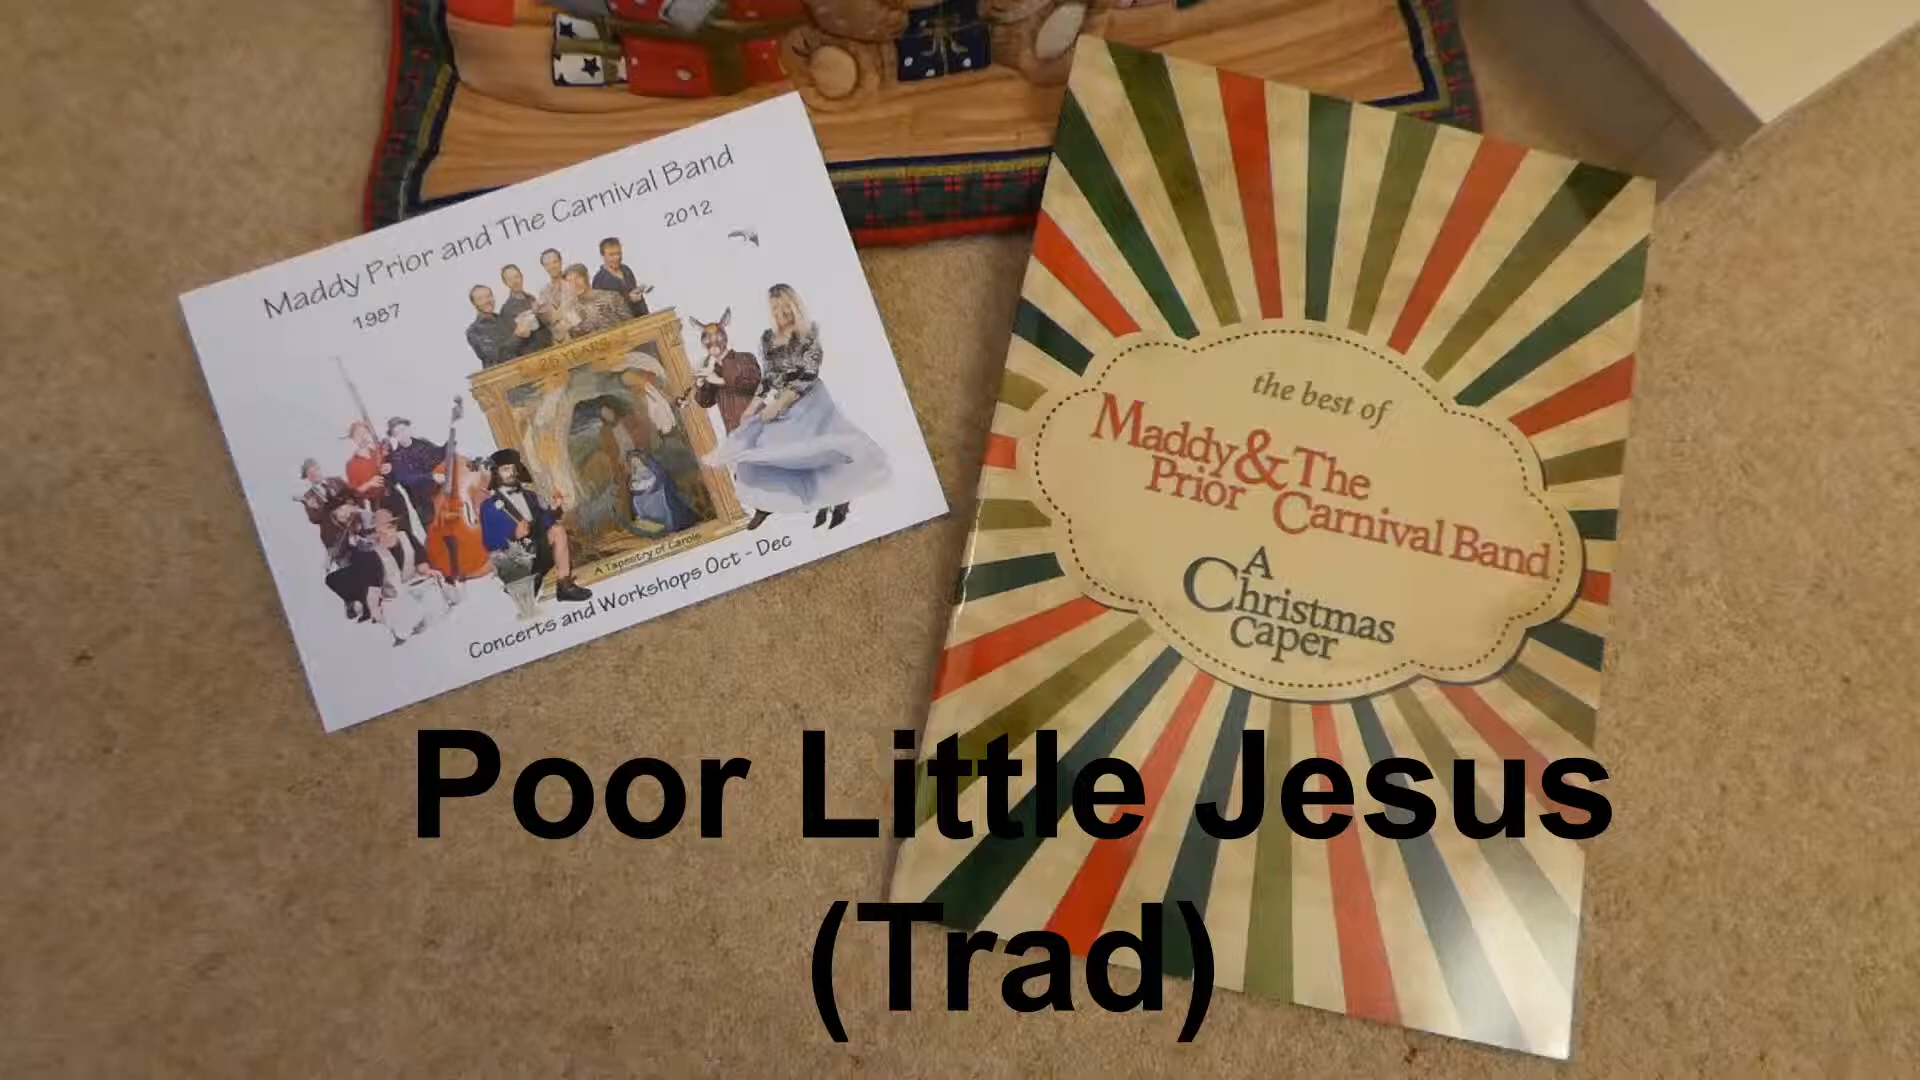 Maddy Prior and The Carnival Band
1987
2012
25 YEARS
A Tapestry of Carols
Concerts and Workshops Oct - Dec
the best of
Maddy & The
Prior Carnival Band
A
Christmas
Caper
Poor Little Jesus
(Trad)